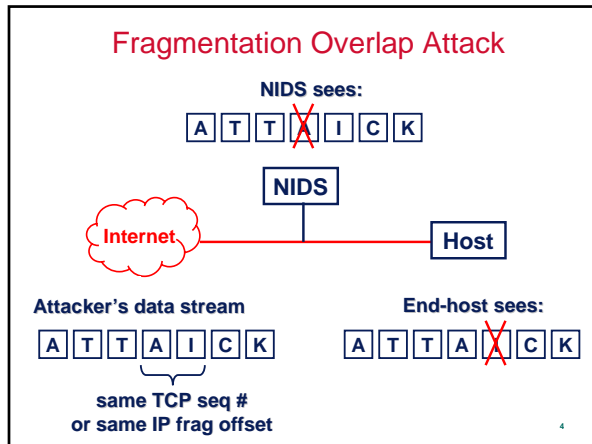 Fragmentation Overlap Attack
NIDS sees:
A T T A I C K
NIDS
Internet
Host
Attacker's data stream
A T T A I C K
same TCP seq #
or same IP frag offset
End-host sees:
A T T A I C K
4